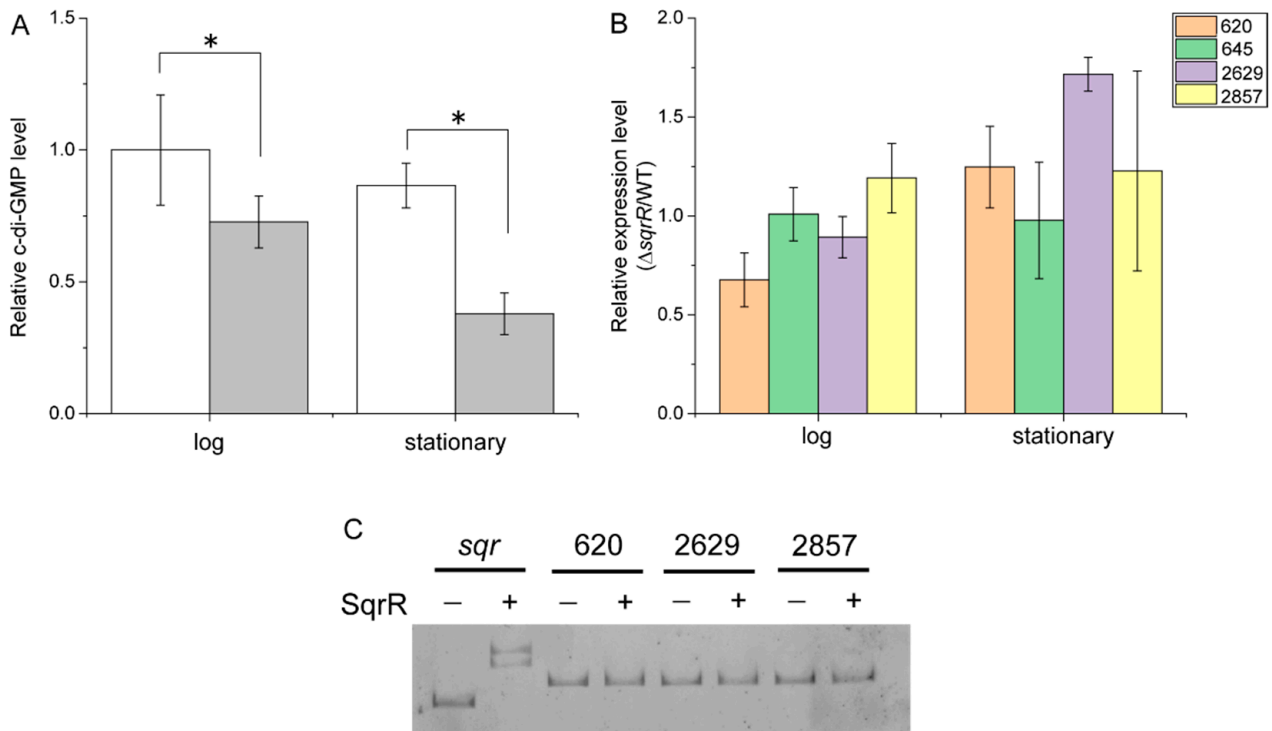 A
Relative c-di-GMP level
1.5
1.0
0.5
0.0
*
*
log
stationary
B
Relative expression level
(ΔsqrR/WT)
2.0
1.5
1.0
0.5
0.0
log
stationary
620
645
2629
2857
C
sqr 620 2629 2857
SqrR − + − + − + − +